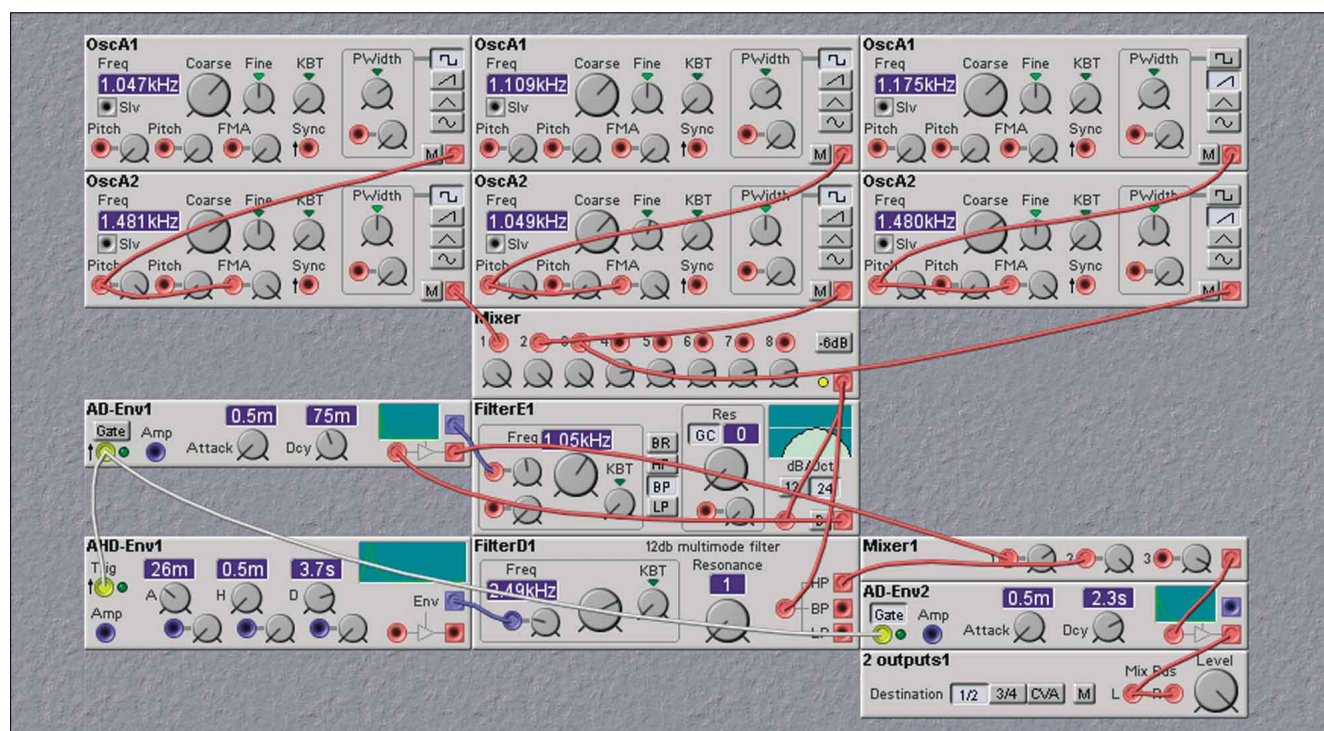 OscA1
Freq Coarse Fine KBT PWidth
1.047kHz
Slv
Pitch Pitch FMA Sync
M
OscA1
Freq Coarse Fine KBT PWidth
1.109kHz
Slv
Pitch Pitch FMA Sync
M
OscA1
Freq Coarse Fine KBT PWidth
1.175kHz
Slv
Pitch Pitch FMA Sync
M
OscA2
Freq Coarse Fine KBT PWidth
1.481kHz
Slv
Pitch Pitch FMA Sync
M
OscA2
Freq Coarse Fine KBT PWidth
1.049kHz
Slv
Pitch Pitch FMA Sync
M
OscA2
Freq Coarse Fine KBT PWidth
1.480kHz
Slv
Pitch Pitch FMA Sync
M
Mixer
1 2 3 4 5 6 7 8 -6dB
AD-Env1
0.5m 75m
Gate Amp
Attack Dcy
FilterE1
Res
GC 0
Freq 1.05kHz
BR
HP
KBT
BP
LP
dB/Oct
12 24
AHD-Env1
Trig 26m 0.5m 3.7s
A H D
Amp
Env
FilterD1 12db multimode filter
Freq KBT Resonance
2.49kHz
1
HP
BP
LP
Mixer1
1 2 3
AD-Env2
0.5m 2.3s
Gate Amp
Attack Dcy
2 outputs1
Mix Bus Level
Destination 1/2 3/4 CVA M L R